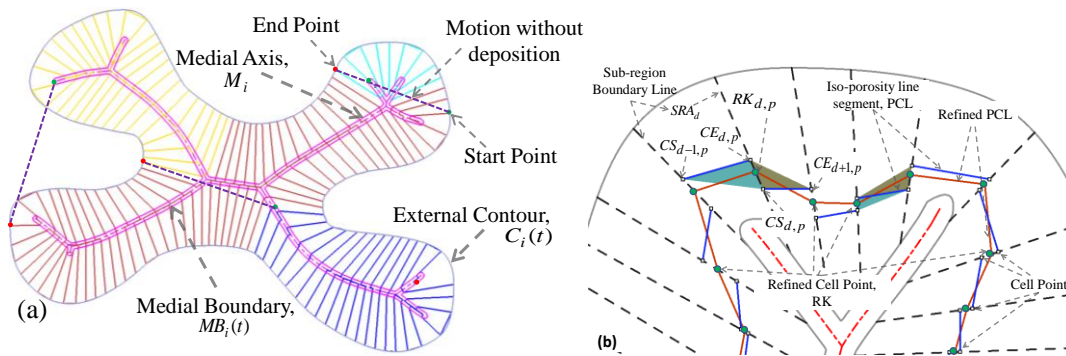 End Point
Motion without
deposition
Medial Axis,
M_i
Start Point
External Contour,
C_i(t)
Medial Boundary,
MB_i(t)
(a)
Sub-region
Boundary Line
SRA_d
RK_{d,p}
Iso-porosity line
segment, PCL
Refined PCL
CE_{d,p}
CS_{d−1,p}
CE_{d+1,p}
CS_{d,p}
Refined Cell Point,
RK
Cell Point
(b)